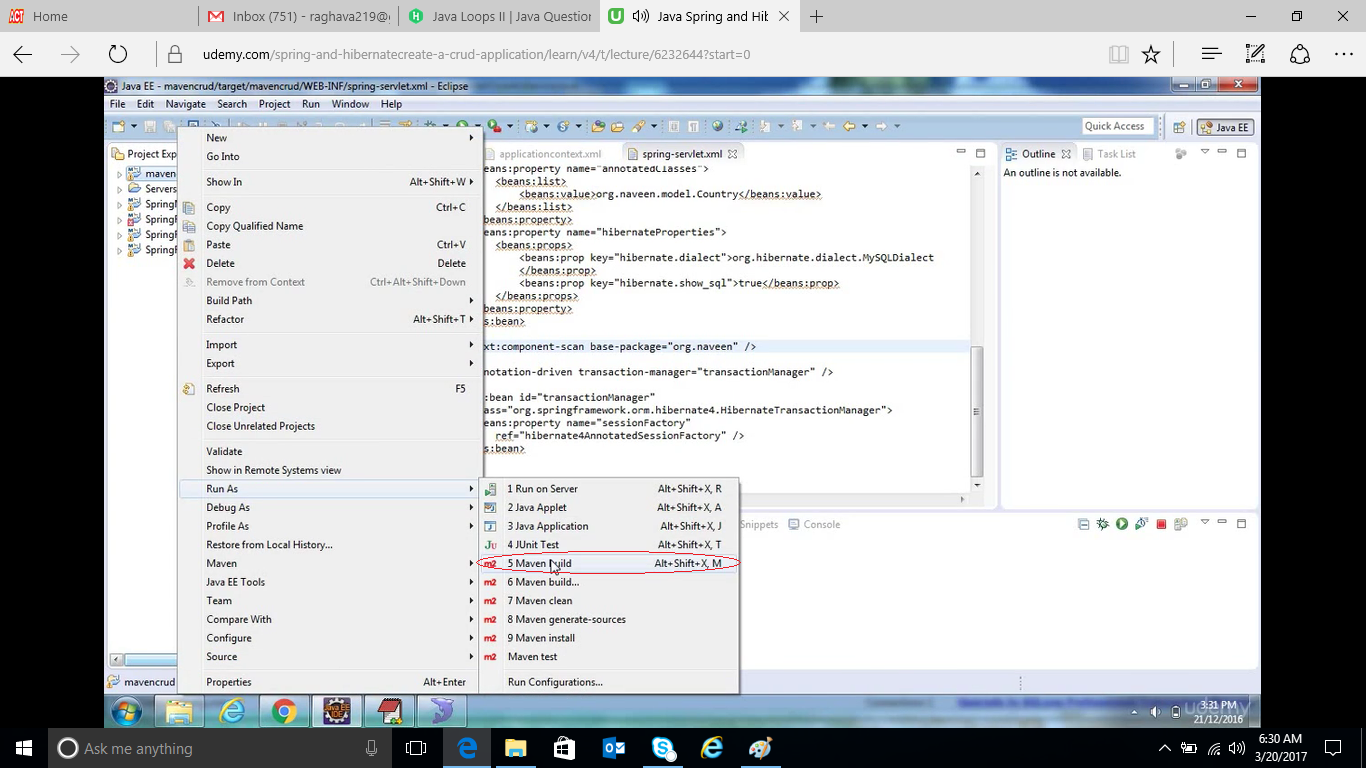 ACT Home
Inbox (751) - raghava219@
Java Loops II | Java Question
Java Spring and Hib
udemy.com/spring-and-hibernatecreate-a-crud-application/learn/v4/t/lecture/6232644?start=0
Java EE - mavencrud/target/mavencrud/WEB-INF/spring-servlet.xml - Eclipse
File Edit Navigate Search Project Run Window Help
Quick Access
Java EE
Project Exp
maven
Servers
New
Go Into
Show In Alt+Shift+W
Copy Ctrl+C
Copy Qualified Name
Paste Ctrl+V
Delete Delete
Remove from Context Ctrl+Alt+Shift+Down
Build Path
Refactor Alt+Shift+T
Import
Export
Refresh F5
Close Project
Close Unrelated Projects
Validate
Show in Remote Systems view
Run As
Debug As
Profile As
Restore from Local History...
Maven
Java EE Tools
Team
Compare With
Configure
Source
Properties Alt+Enter
1 Run on Server Alt+Shift+X, R
2 Java Applet Alt+Shift+X, A
3 Java Application Alt+Shift+X, J
4 JUnit Test Alt+Shift+X, T
5 Maven build Alt+Shift+X, M
6 Maven build...
7 Maven clean
8 Maven generate-sources
9 Maven install
Maven test
Run Configurations...
applicationcontext.xml
spring-servlet.xml
eans:property name="annotatedClasses">
<beans:list>
<beans:value>org.naveen.model.Country</beans:value>
</beans:list>
beans:property>
eans:property name="hibernateProperties">
<beans:props>
<beans:prop key="hibernate.dialect">org.hibernate.dialect.MySQLDialect
</beans:prop>
<beans:prop key="hibernate.show_sql">true</beans:prop>
</beans:props>
beans:property>
s:bean>
xt:component-scan base-package="org.naveen" />
notation-driven transaction-manager="transactionManager" />
:bean id="transactionManager"
ass="org.springframework.orm.hibernate4.HibernateTransactionManager">
eans:property name="sessionFactory"
ref="hibernate4AnnotatedSessionFactory" />
s:bean>
Outline
Task List
An outline is not available.
Snippets
Console
mavencrud
3:31 PM
21/12/2016
udemy
Ask me anything
6:30 AM
3/20/2017